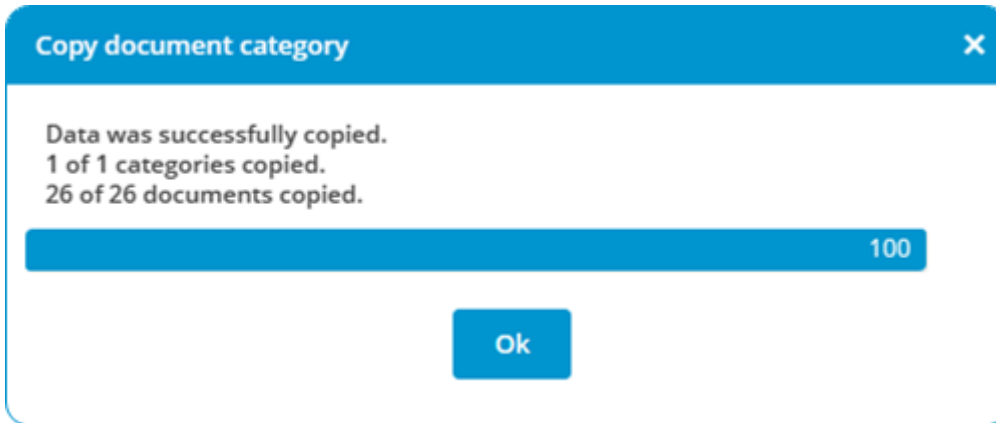 Copy document category
Data was successfully copied.
1 of 1 categories copied.
26 of 26 documents copied.
100
Ok